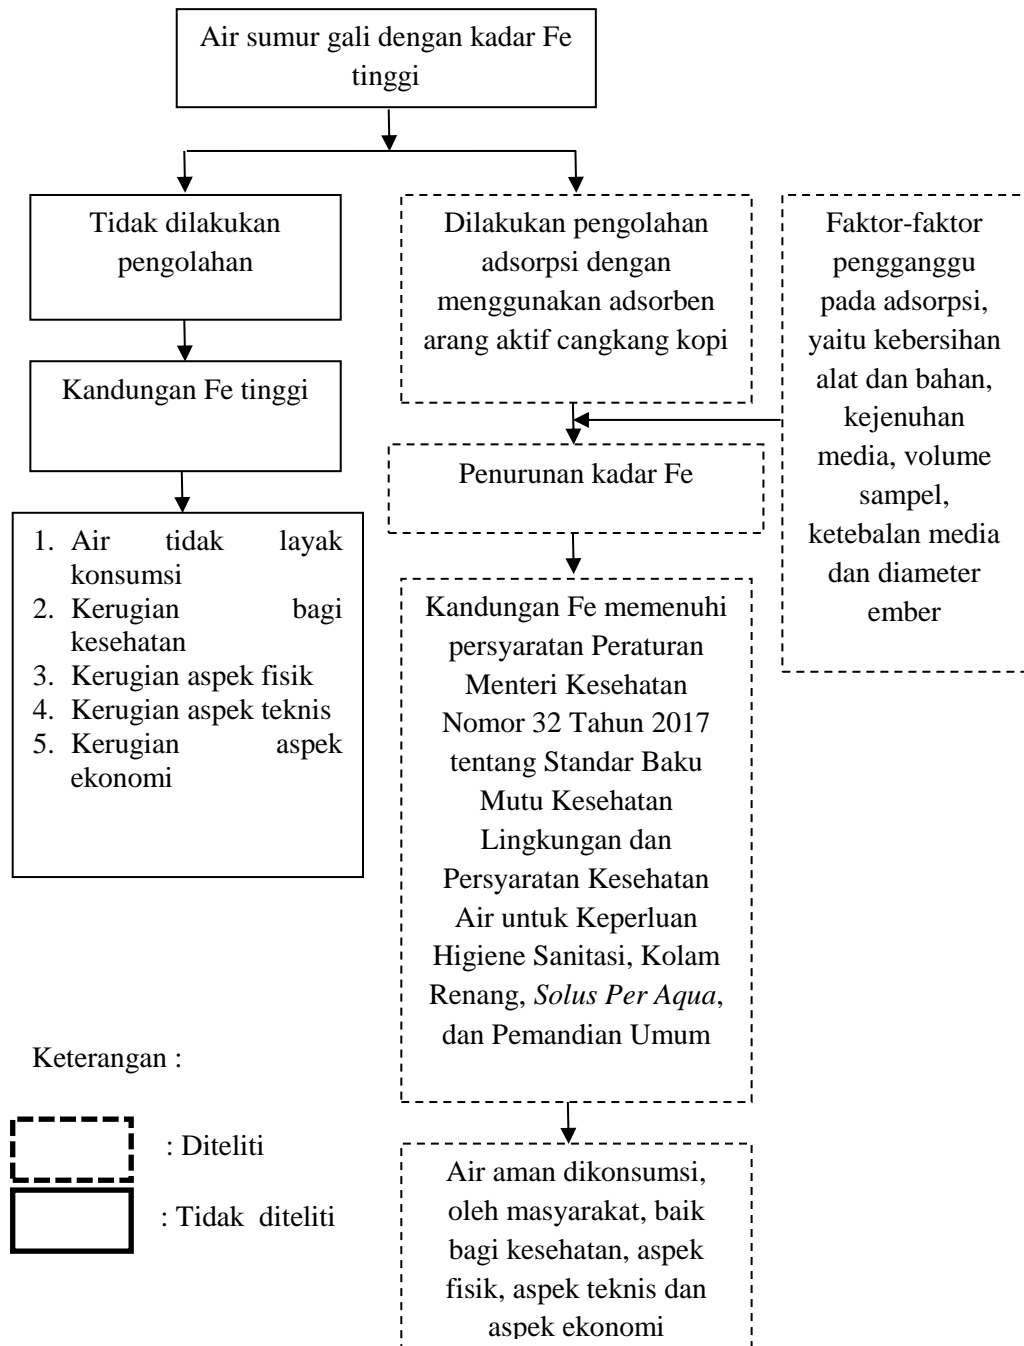 Air sumur gali dengan kadar Fe
tinggi
Tidak dilakukan
pengolahan
Dilakukan pengolahan
adsorpsi dengan
menggunakan adsorben
arang aktif cangkang kopi
Faktor-faktor
pengganggu
pada adsorpsi,
yaitu kebersihan
alat dan bahan,
kejenuhan
media, volume
sampel,
ketebalan media
dan diameter
ember
Kandungan Fe tinggi
Penurunan kadar Fe
1. Air tidak layak
konsumsi
2. Kerugian bagi
kesehatan
3. Kerugian aspek fisik
4. Kerugian aspek teknis
5. Kerugian aspek
ekonomi
Kandungan Fe memenuhi
persyaratan Peraturan
Menteri Kesehatan
Nomor 32 Tahun 2017
tentang Standar Baku
Mutu Kesehatan
Lingkungan dan
Persyaratan Kesehatan
Air untuk Keperluan
Higiene Sanitasi, Kolam
Renang, Solus Per Aqua,
dan Pemandian Umum
Air aman dikonsumsi,
oleh masyarakat, baik
bagi kesehatan, aspek
fisik, aspek teknis dan
aspek ekonomi
Keterangan :
: Diteliti
: Tidak diteliti